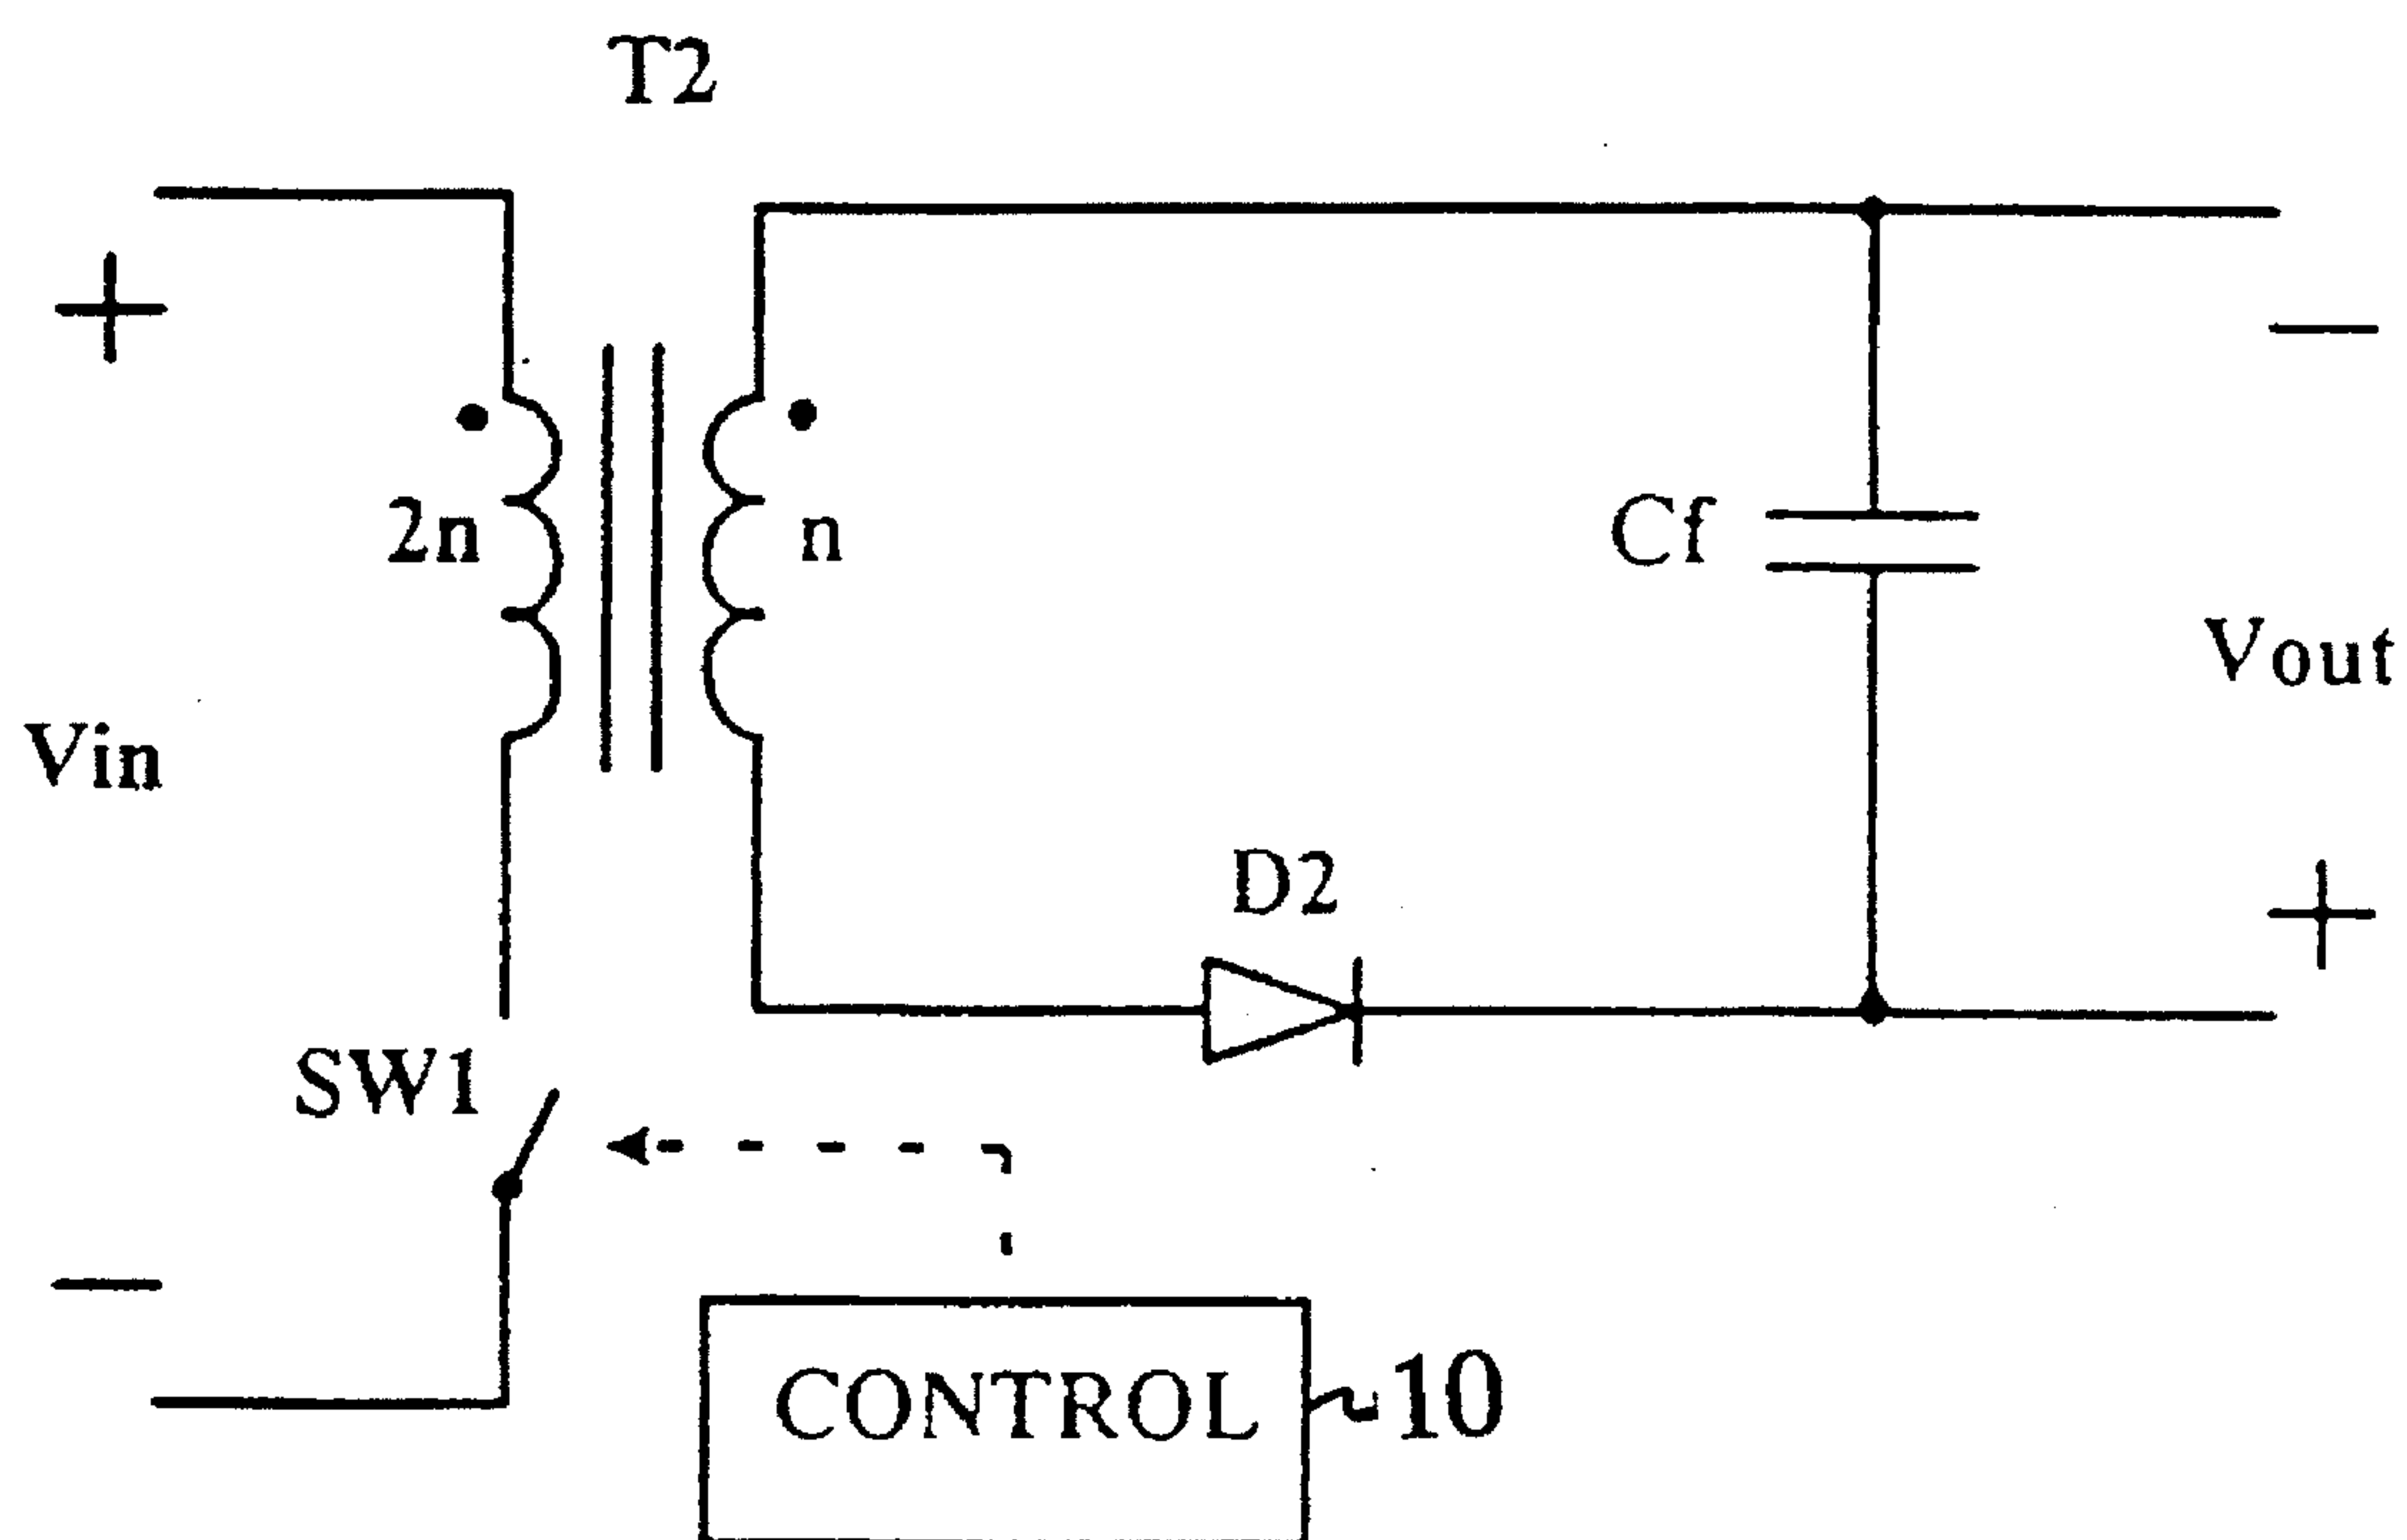 T2
+
−
2n
n
Cf
Vout
Vin
D2
+
SW1
−
CONTROL
10